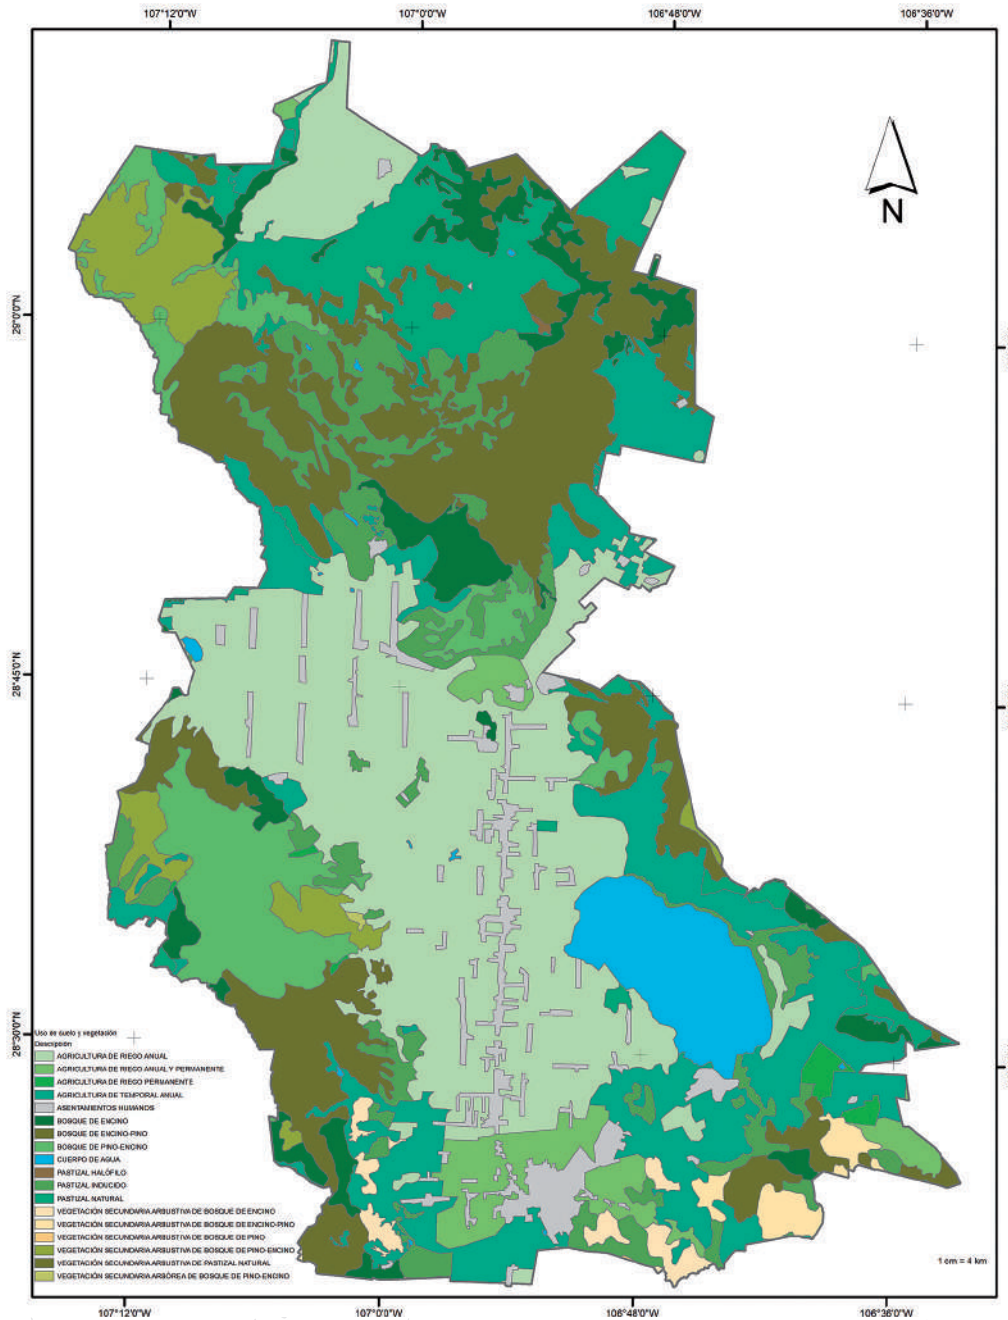 107°12'0"W
107°0'0"W
106°48'0"W
106°36'0"W
N
28°0'0"N
28°45'0"N
28°30'0"N
Uso de suelo y vegetación
Descripción
AGRICULTURA DE RIEGO ANUAL
AGRICULTURA DE RIEGO ANUAL Y PERMANENTE
AGRICULTURA DE RIEGO PERMANENTE
AGRICULTURA DE TEMPORAL ANUAL
ASENTAMIENTOS HUMANOS
BOSQUE DE ENCINO
BOSQUE DE ENCINO-PINO
BOSQUE DE PINO-ENCINO
CUERPO DE AGUA
PASTIZAL HALÓFILO
PASTIZAL INDUCIDO
PASTIZAL NATURAL
VEGETACIÓN SECUNDARIA ARBUSTIVA DE BOSQUE DE ENCINO
VEGETACIÓN SECUNDARIA ARBUSTIVA DE BOSQUE DE ENCINO-PINO
VEGETACIÓN SECUNDARIA ARBUSTIVA DE BOSQUE DE PINO
VEGETACIÓN SECUNDARIA ARBUSTIVA DE BOSQUE DE PINO-ENCINO
VEGETACIÓN SECUNDARIA ARBUSTIVA DE PASTIZAL NATURAL
VEGETACIÓN SECUNDARIA ARBÓREA DE BOSQUE DE PINO-ENCINO
1 cm = 4 km
107°12'0"W
107°0'0"W
106°48'0"W
106°36'0"W